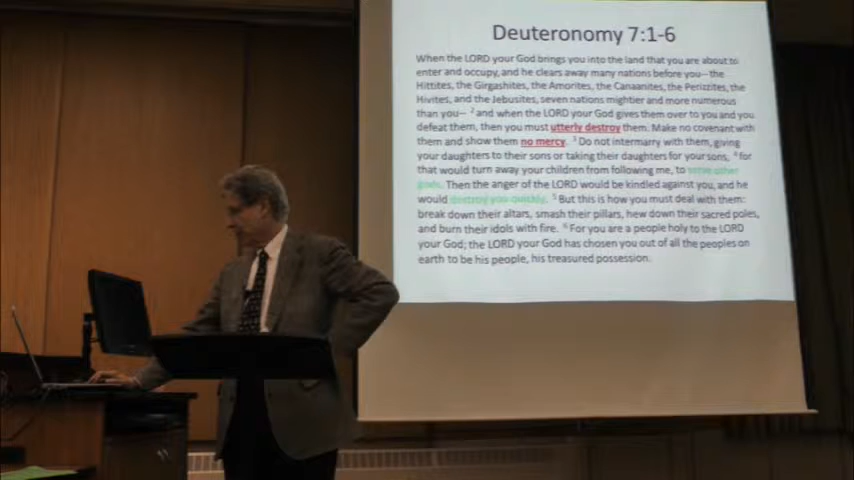 Deuteronomy 7:1-6
When the LORD your God brings you into the land that you are about to
enter and occupy, and he clears away many nations before you—the
Hittites, the Girgashites, the Amorites, the Canaanites, the Perizzites, the
Hivites, and the Jebusites, seven nations mightier and more numerous
than you— 2 and when the LORD your God gives them over to you and you
defeat them, then you must utterly destroy them. Make no covenant with
them and show them no mercy. 3 Do not intermarry with them, giving
your daughters to their sons or taking their daughters for your sons, 4 for
that would turn away your children from following me, to serve other
gods. Then the anger of the LORD would be kindled against you, and he
would destroy you quickly. 5 But this is how you must deal with them:
break down their altars, smash their pillars, hew down their sacred poles,
and burn their idols with fire. 6 For you are a people holy to the LORD
your God; the LORD your God has chosen you out of all the peoples on
earth to be his people, his treasured possession.